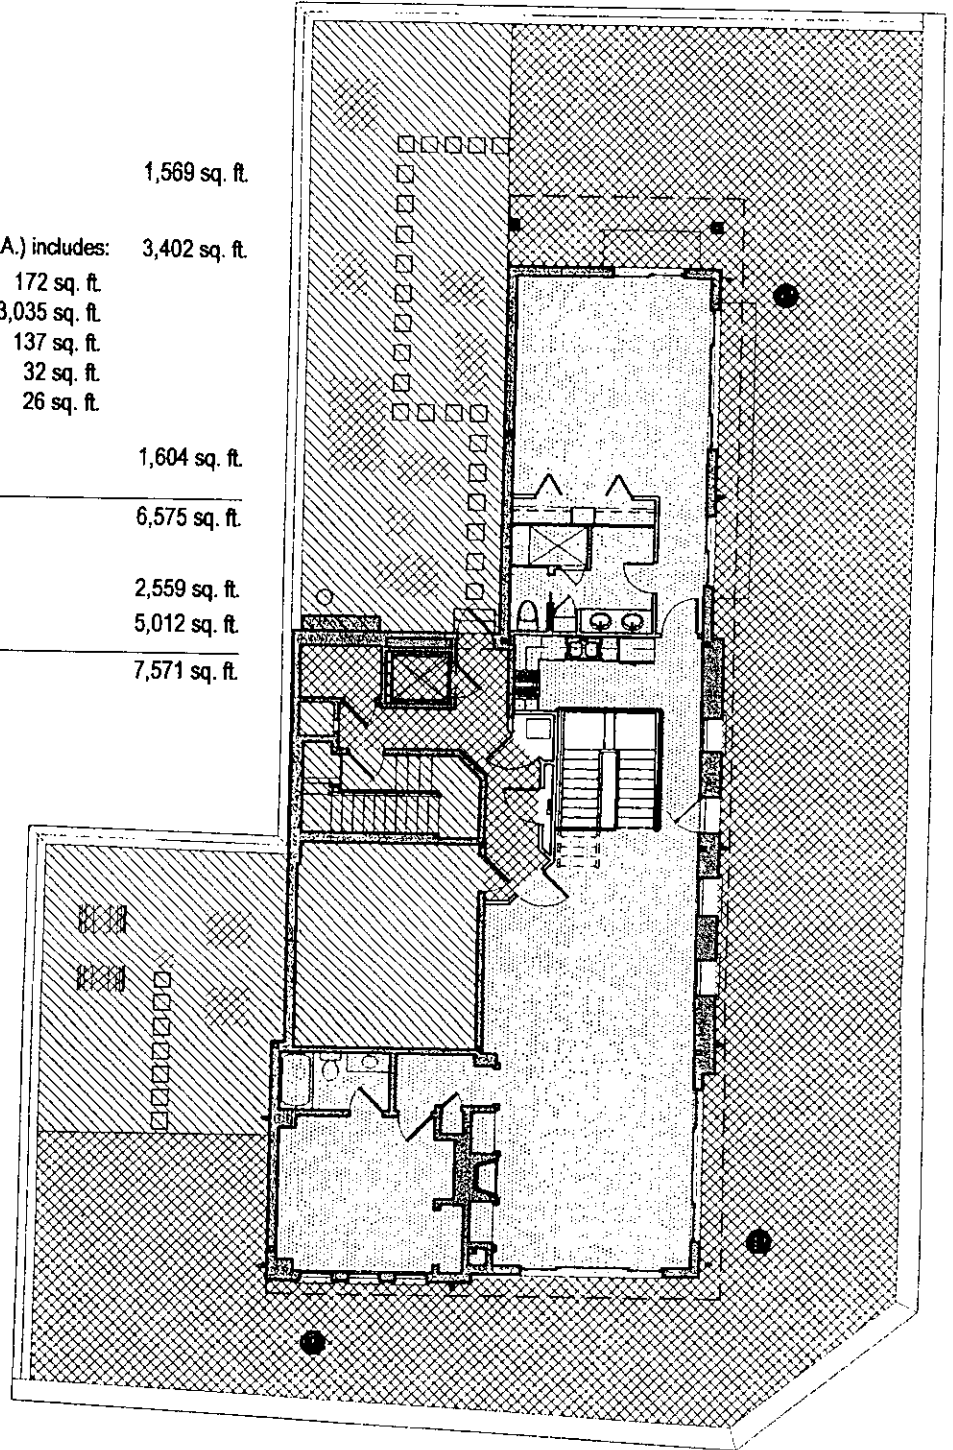 1,569 sq. ft.
A.) includes: 3,402 sq. ft.
172 sq. ft.
3,035 sq. ft.
137 sq. ft.
32 sq. ft.
26 sq. ft.
1,604 sq. ft.
6,575 sq. ft.
2,559 sq. ft.
5,012 sq. ft.
7,571 sq. ft.